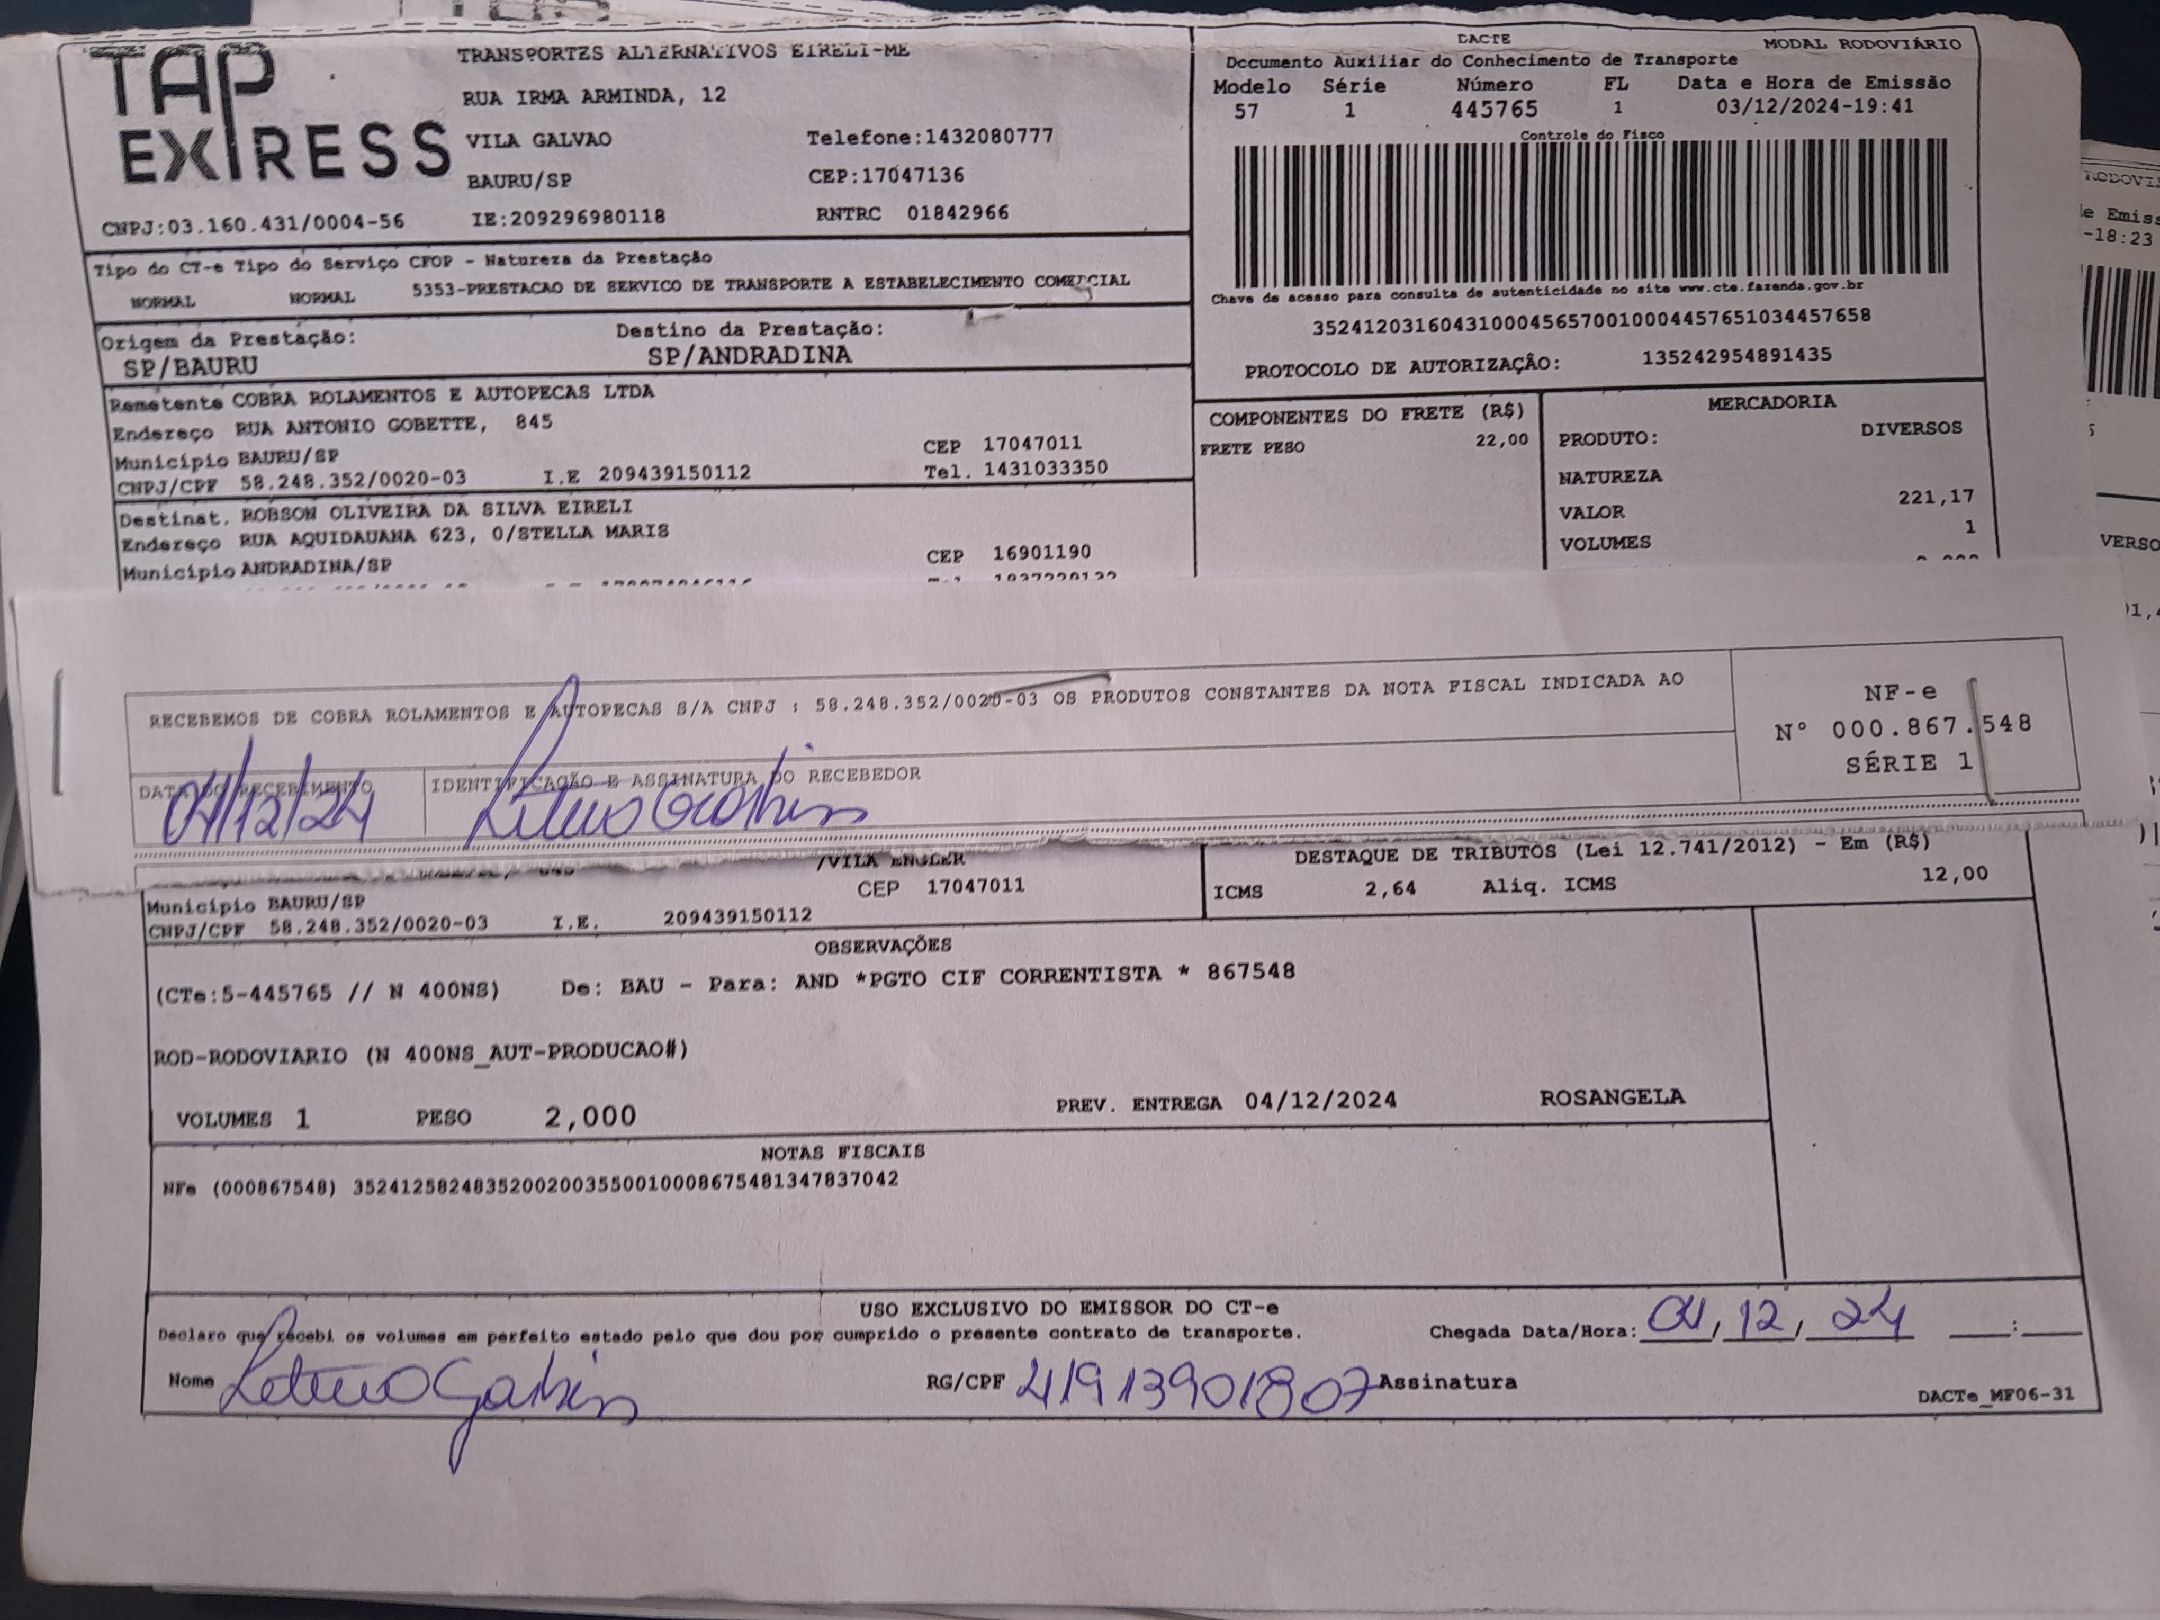 TAP EXPRESS
TRANSPORTES ALTERNATIVOS EIRELI-ME
RUA IRMA ARMINDA, 12
VILA GALVAO Telefone:1432080777
BAURU/SP CEP:17047136
CNPJ:03.160.431/0004-56 IE:209296980118 RNTRC 01842966
DACTE MODAL RODOVIÁRIO
Documento Auxiliar do Conhecimento de Transporte
Modelo Série Número FL Data e Hora de Emissão
57 1 445765 1 03/12/2024-19:41
Controle do Fisco
Chave de acesso para consulta de autenticidade no site www.cte.fazenda.gov.br
35241203160431000456570010004457651034457658
PROTOCOLO DE AUTORIZAÇÃO: 135242954891435
Tipo do CT-e Tipo do Serviço CFOP - Natureza da Prestação
NORMAL NORMAL 5353-PRESTACAO DE SERVICO DE TRANSPORTE A ESTABELECIMENTO COMERCIAL
Origem da Prestação: Destino da Prestação:
SP/BAURU SP/ANDRADINA
Remetente COBRA ROLAMENTOS E AUTOPECAS LTDA
Endereço RUA ANTONIO GOBETTE, 845
Município BAURU/SP CEP 17047011
CNPJ/CPF 58.248.352/0020-03 I.E 209439150112 Tel. 1431033350
Destinat. ROBSON OLIVEIRA DA SILVA EIRELI
Endereço RUA AQUIDAUANA 623, 0/STELLA MARIS
Município ANDRADINA/SP CEP 16901190
COMPONENTES DO FRETE (R$)
FRETE PESO 22,00
MERCADORIA
PRODUTO: DIVERSOS
NATUREZA
VALOR 221,17
VOLUMES 1
RECEBEMOS DE COBRA ROLAMENTOS E AUTOPECAS S/A CNPJ : 58.248.352/0020-03 OS PRODUTOS CONSTANTES DA NOTA FISCAL INDICADA AO
NF-e
Nº 000.867.548
SÉRIE 1
DATA DO RECEBIMENTO IDENTIFICAÇÃO E ASSINATURA DO RECEBEDOR
04/12/24
/VILA ENGLER
Município BAURU/SP CEP 17047011
CNPJ/CPF 58.248.352/0020-03 I.E. 209439150112
DESTAQUE DE TRIBUTOS (Lei 12.741/2012) - Em (R$)
ICMS 2,64 Aliq. ICMS 12,00
OBSERVAÇÕES
(CTe:5-445765 // N 400NS) De: BAU - Para: AND *PGTO CIF CORRENTISTA * 867548
ROD-RODOVIARIO (N 400NS_AUT-PRODUCAO#)
VOLUMES 1 PESO 2,000 PREV. ENTREGA 04/12/2024 ROSANGELA
NOTAS FISCAIS
NFe (000867548) 35241258248352002003550010008675481347837042
USO EXCLUSIVO DO EMISSOR DO CT-e
Declaro que recebi os volumes em perfeito estado pelo que dou por cumprido o presente contrato de transporte. Chegada Data/Hora: 04, 12, 24 :
Nome RG/CPF 41913901807 Assinatura
DACTe_MF06-31